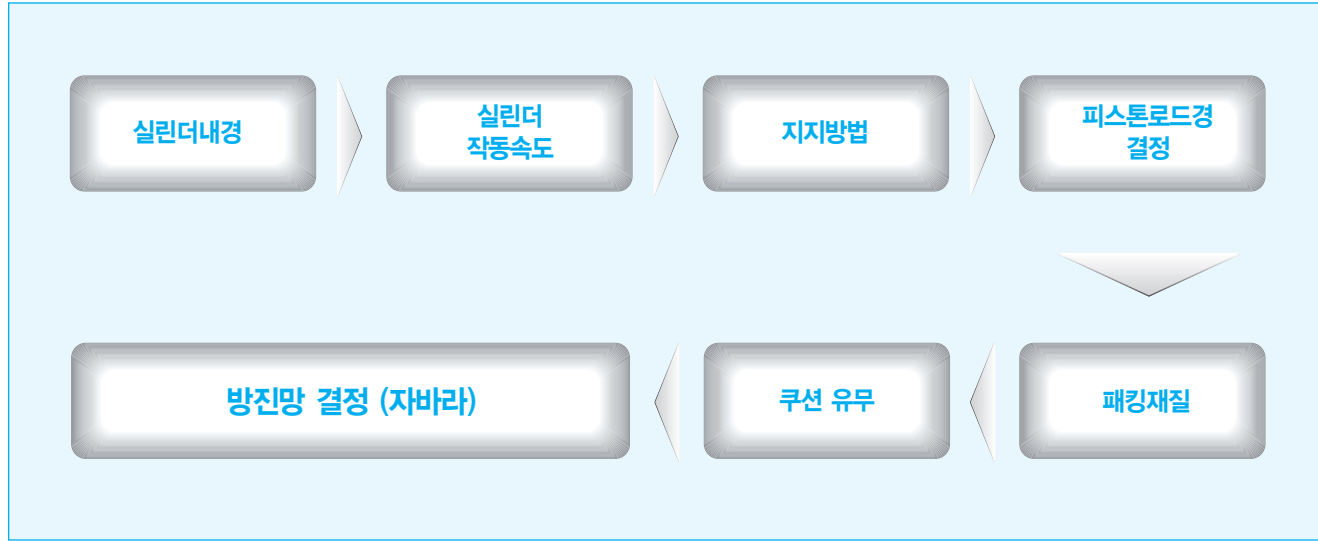 실린더내경
실린더
작동속도
지지방법
피스톤로드경
결정
패킹재질
쿠션 유무
방진망 결정 (자바라)